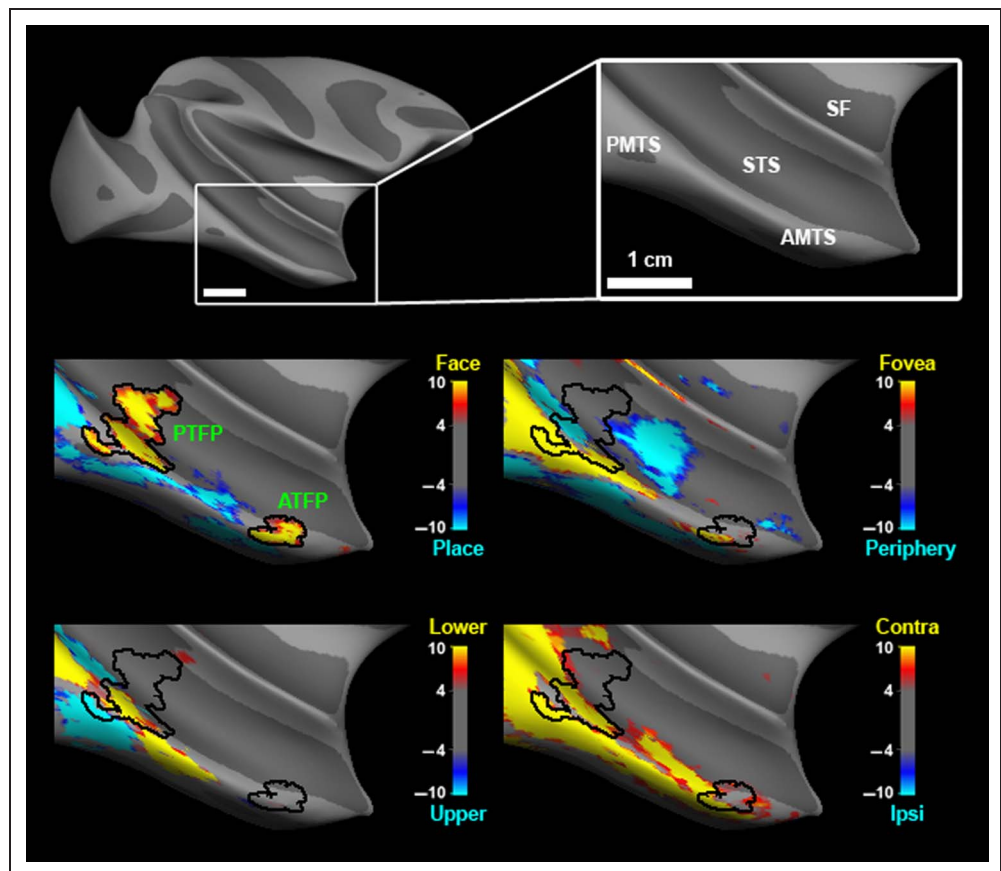 SF
PMTS
STS
AMTS
1 cm
Face
10
4
–4
–10
Place
PTFP
ATFP
Fovea
10
4
–4
–10
Periphery
Lower
10
4
–4
–10
Upper
Contra
10
4
–4
–10
Ipsi